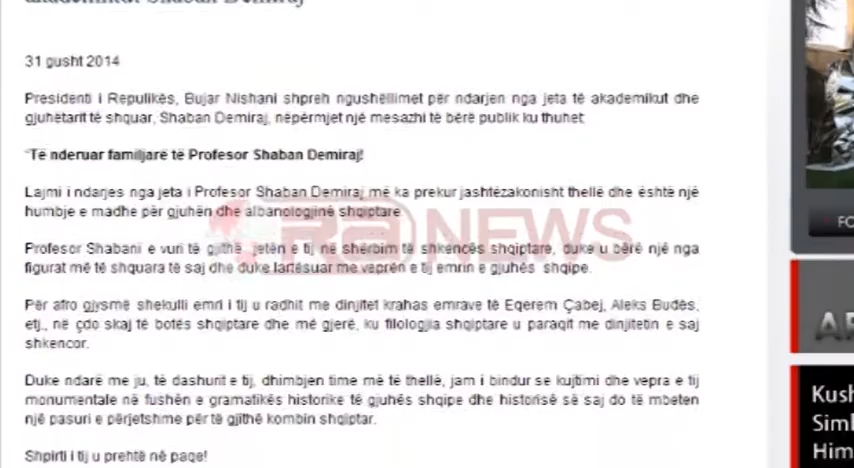 akademikut Shaban Demiraj
31 gusht 2014
Presidenti i Repulikës, Bujar Nishani shpreh ngushëllimet për ndarjen nga jeta të akademikut dhe
gjuhëtarit të shquar, Shaban Demiraj, nëpërmjet një mesazhi të bërë publik ku thuhet:
"Të nderuar familjarë të Profesor Shaban Demiraj!
Lajmi i ndarjes nga jeta i Profesor Shaban Demiraj më ka prekur jashtëzakonisht thellë dhe është një
humbje e madhe për gjuhën dhe albanologjinë shqiptare.
Profesor Shabani e vuri të gjithë jetën e tij në shërbim të shkencës shqiptare, duke u bërë një nga
figurat më të shquara të saj dhe duke lartësuar me veprën e tij emrin e gjuhës shqipe.
Për afro gjysmë shekulli emri i tij u radhit me dinjitet krahas emrave të Eqerem Çabej, Aleks Budës,
etj., në çdo skaj të botës shqiptare dhe më gjerë, ku filologjia shqiptare u paraqit me dinjitetin e saj
shkencor.
Duke ndarë me ju, të dashurit e tij, dhimbjen time më të thellë, jam i bindur se kujtimi dhe vepra e tij
monumentale në fushën e gramatikës historike të gjuhës shqipe dhe historisë së saj do të mbeten
një pasuri e përjetshme për të gjithë kombin shqiptar.
Shpirti i tij u prehtë në paqe!
NEWS
FO
Kush
Him